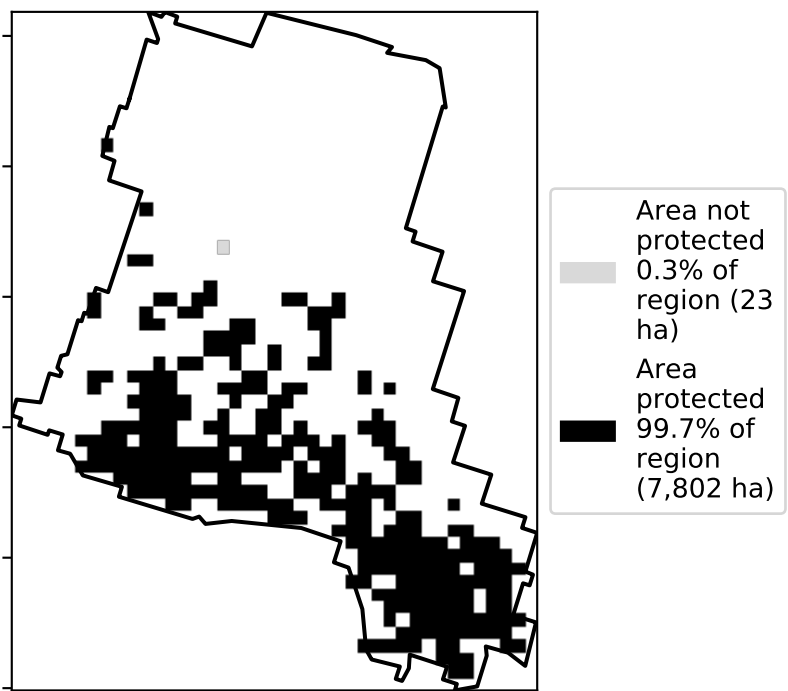 Area not
protected
0.3% of
region (23
ha)
Area
protected
99.7% of
region
(7,802 ha)